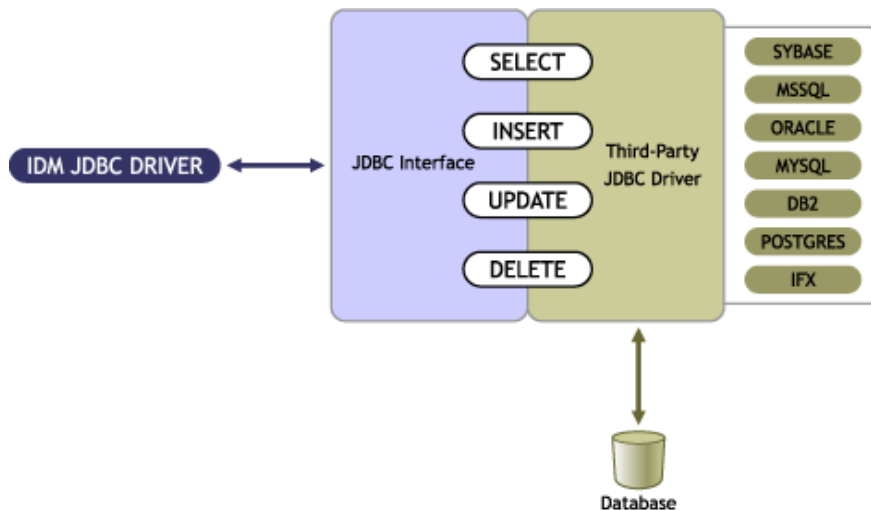 IDM JDBC DRIVER
JDBC Interface
SELECT
INSERT
UPDATE
DELETE
Third-Party
JDBC Driver
SYBASE
MSSQL
ORACLE
MYSQL
DB2
POSTGRES
IFX
Database